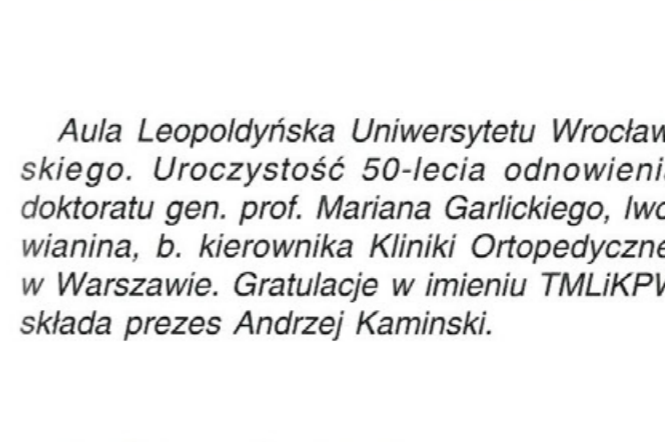 Aula Leopoldyńska Uniwersytetu Wrocław
skiego. Uroczystość 50-lecia odnowienia
doktoratu gen. prof. Mariana Garlickiego, lwo
wianina, b. kierownika Kliniki Ortopedyczne
w Warszawie. Gratulacje w imieniu TMLiKPW
składa prezes Andrzej Kaminski.